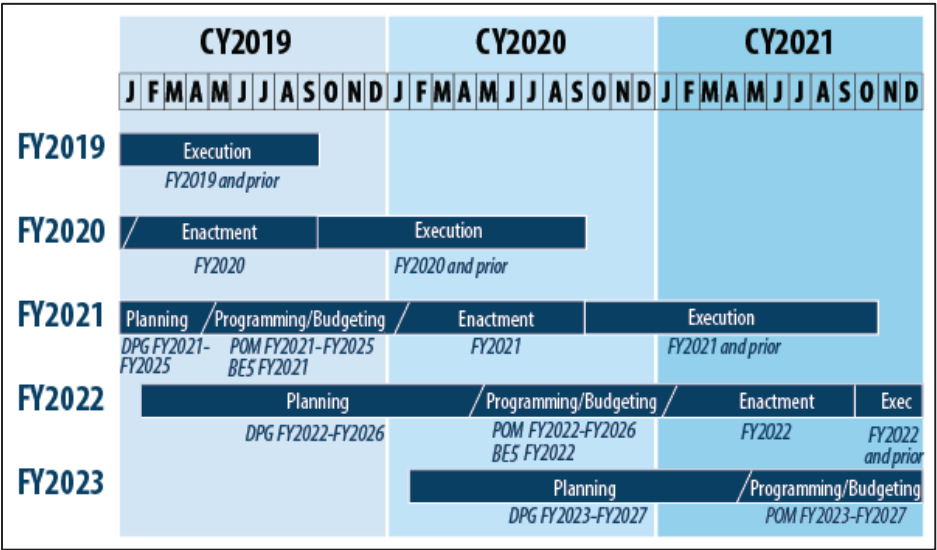 CY2019 CY2020 CY2021
J F M A M J J A S O N D J F M A M J J A S O N D J F M A M J J A S O N D
FY2019
Execution
FY2019 and prior
FY2020
Enactment Execution
FY2020 FY2020 and prior
FY2021
Planning Programming/Budgeting Enactment Execution
DPG FY2021- POM FY2021-FY2025 FY2021 FY2021 and prior
FY2025 BES FY2021
FY2022
Planning Programming/Budgeting Enactment Exec
DPG FY2022-FY2026 POM FY2022-FY2026 FY2022 FY2022
BES FY2022 and prior
FY2023
Planning Programming/Budgeting
DPG FY2023-FY2027 POM FY2023-FY2027